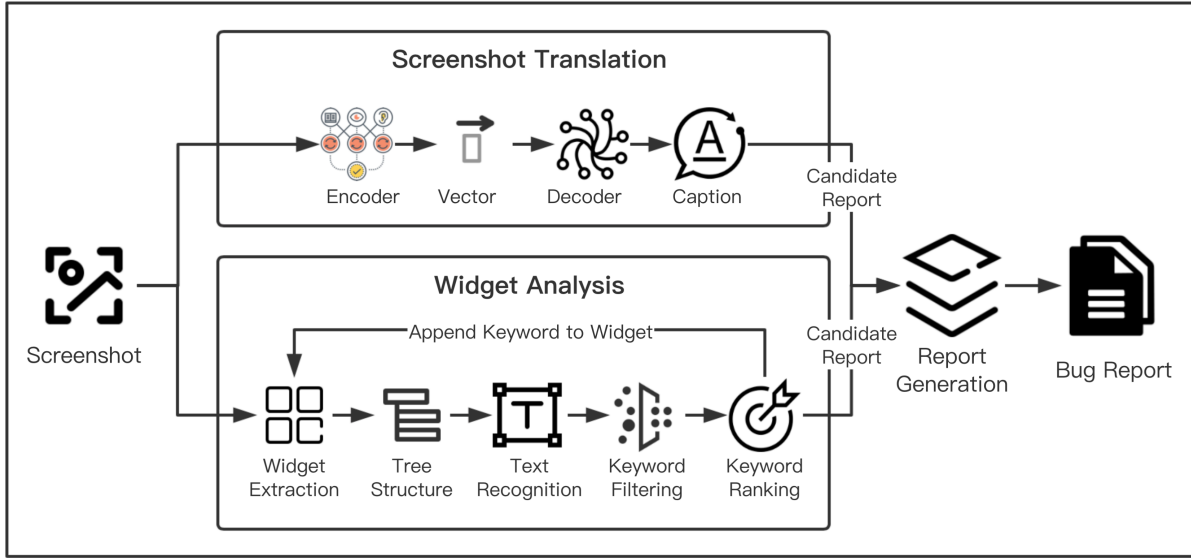 Screenshot Translation
Encoder
Vector
Decoder
A
Caption
Candidate
Report
Screenshot
Widget Analysis
Append Keyword to Widget
T
Widget
Extraction
Tree
Structure
Text
Recognition
Keyword
Filtering
Keyword
Ranking
Candidate
Report
Report
Generation
Bug Report